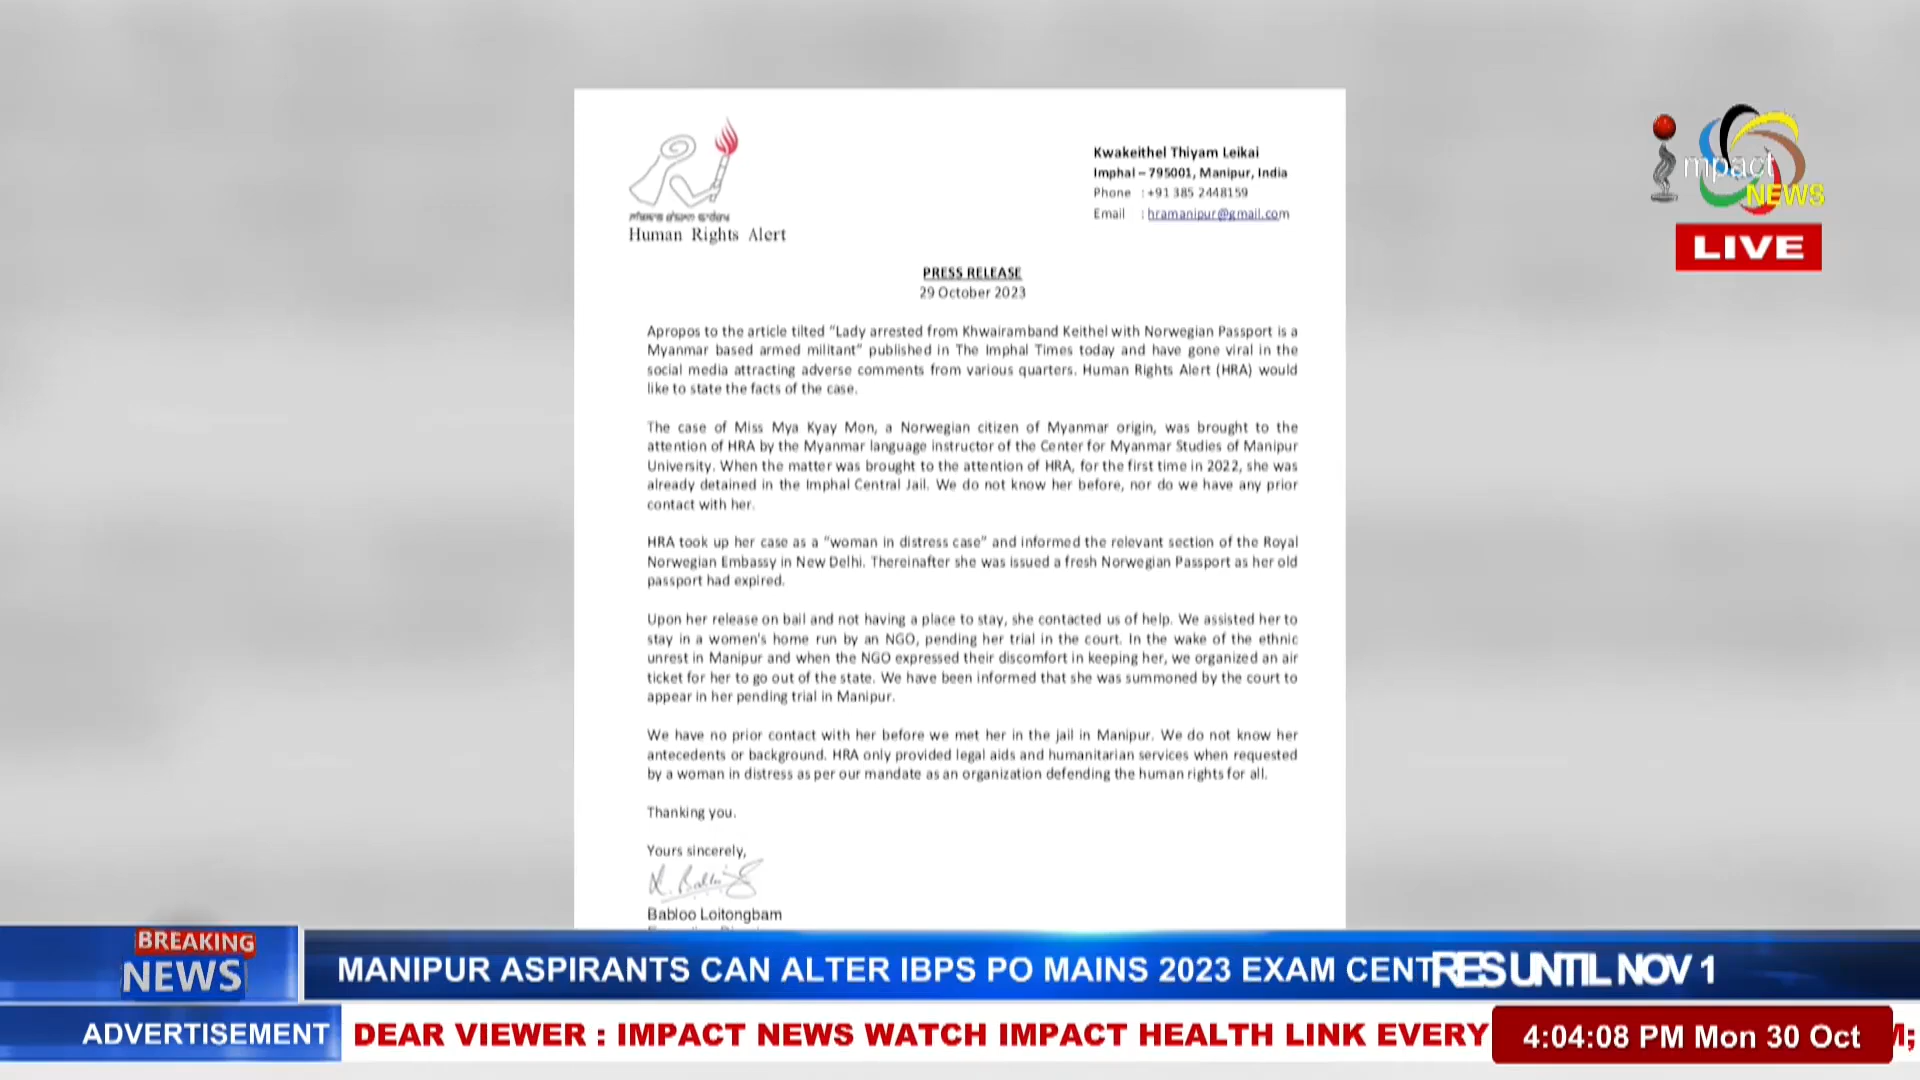 Human Rights Alert
Kwakeithel Thiyam Leikai
Imphal – 795001, Manipur, India
Phone : +91 385 2448159
Email : hramanipur@gmail.com
impact
NEWS
LIVE
PRESS RELEASE
29 October 2023
Apropos to the article tilted “Lady arrested from Khwairamband Keithel with Norwegian Passport is a
Myanmar based armed militant” published in The Imphal Times today and have gone viral in the
social media attracting adverse comments from various quarters. Human Rights Alert (HRA) would
like to state the facts of the case.
The case of Miss Mya Kyay Mon, a Norwegian citizen of Myanmar origin, was brought to the
attention of HRA by the Myanmar language instructor of the Center for Myanmar Studies of Manipur
University. When the matter was brought to the attention of HRA, for the first time in 2022, she was
already detained in the Imphal Central Jail. We do not know her before, nor do we have any prior
contact with her.
HRA took up her case as a “woman in distress case” and informed the relevant section of the Royal
Norwegian Embassy in New Delhi. Thereinafter she was issued a fresh Norwegian Passport as her old
passport had expired.
Upon her release on bail and not having a place to stay, she contacted us of help. We assisted her to
stay in a women's home run by an NGO, pending her trial in the court. In the wake of the ethnic
unrest in Manipur and when the NGO expressed their discomfort in keeping her, we organized an air
ticket for her to go out of the state. We have been informed that she was summoned by the court to
appear in her pending trial in Manipur.
We have no prior contact with her before we met her in the jail in Manipur. We do not know her
antecedents or background. HRA only provided legal aids and humanitarian services when requested
by a woman in distress as per our mandate as an organization defending the human rights for all.
Thanking you.
Yours sincerely,
Babloo Loitongbam
BREAKING
NEWS
MANIPUR ASPIRANTS CAN ALTER IBPS PO MAINS 2023 EXAM CENTRES UNTIL NOV 1
ADVERTISEMENT
DEAR VIEWER : IMPACT NEWS WATCH IMPACT HEALTH LINK EVERY
4:04:08 PM Mon 30 Oct